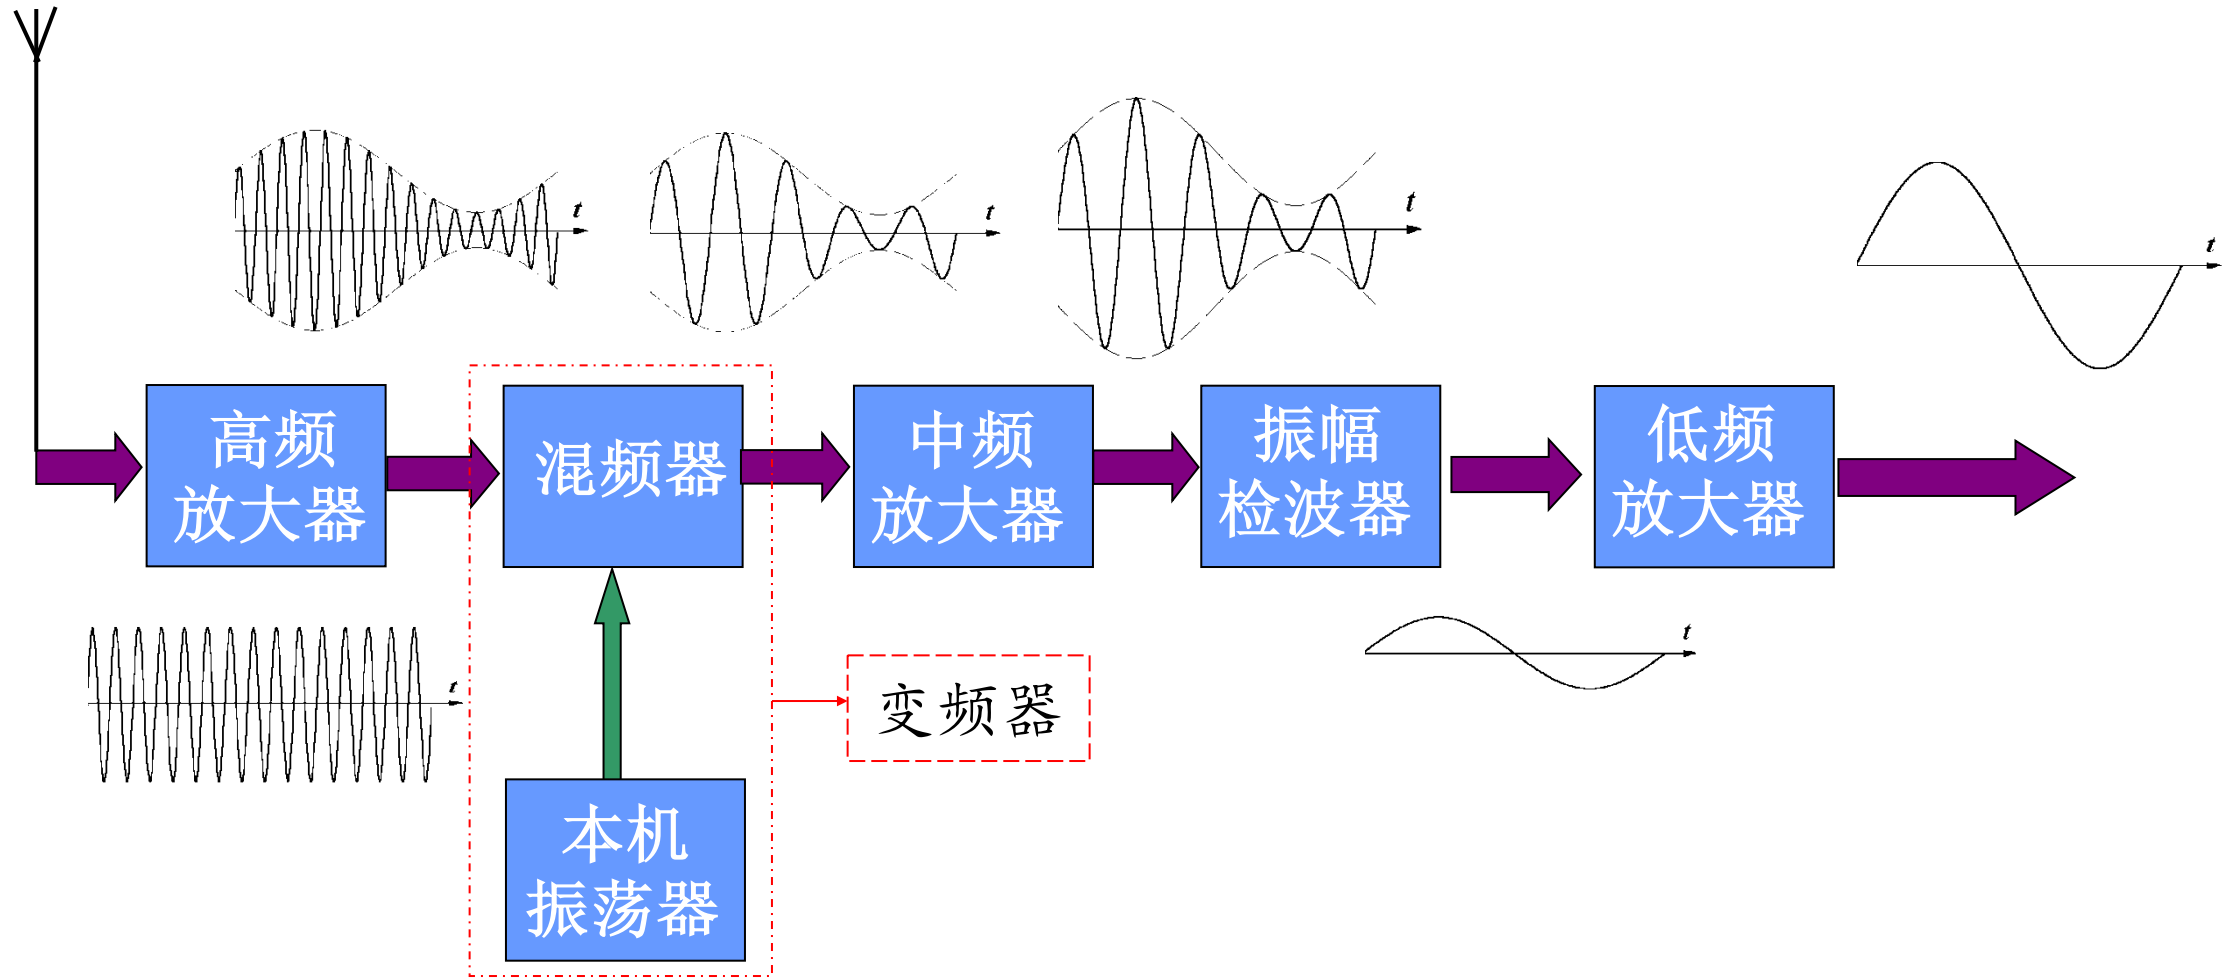 t
t
t
t
高频
放大器
混频器
中频
放大器
振幅
检波器
低频
放大器
t
t
变频器
本机
振荡器